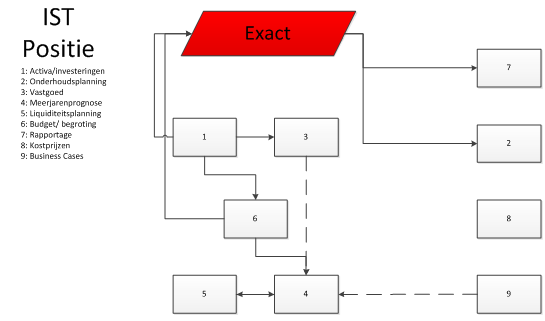 IST
Positie
1: Activa/investeringen
2: Onderhoudsplanning
3: Vastgoed
4: Meerjarenprognose
5: Liquiditeitsplanning
6: Budget/ begroting
7: Rapportage
8: Kostprijzen
9: Business Cases
Exact
7
2
1
3
6
8
5
4
9